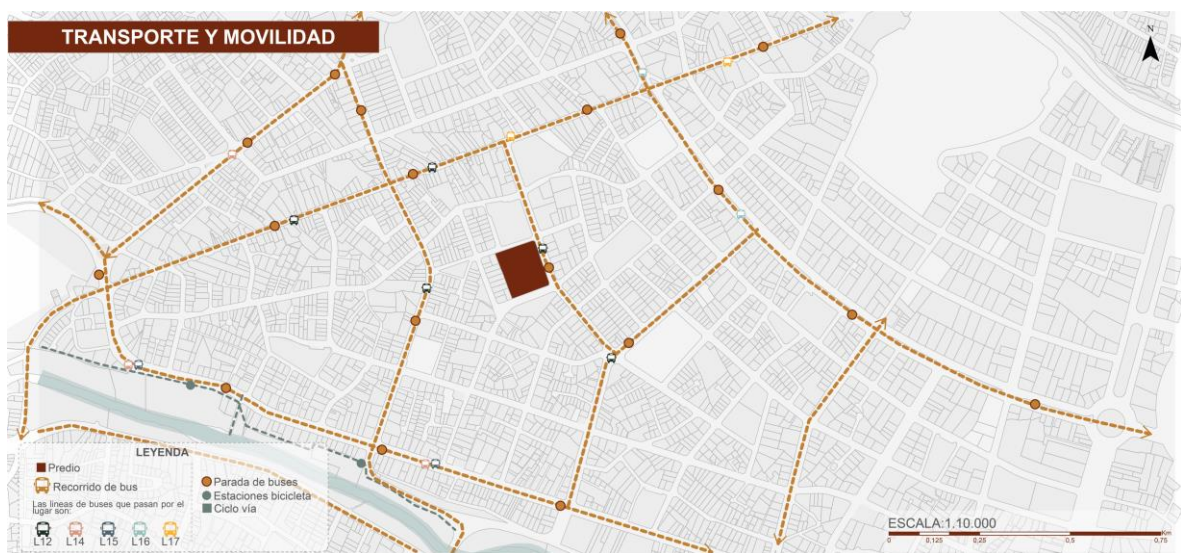 TRANSPORTE Y MOVILIDAD
N
LEYENDA
Predio
Recorrido de bus
Las lineas de buses que pasan por el
lugar son:
L12 L14 L15 L16 L17
Parada de buses
Estaciones bicicleta
Ciclo vía
ESCALA:1.10.000
Km
0 0,125 0,25 0,5 0,75